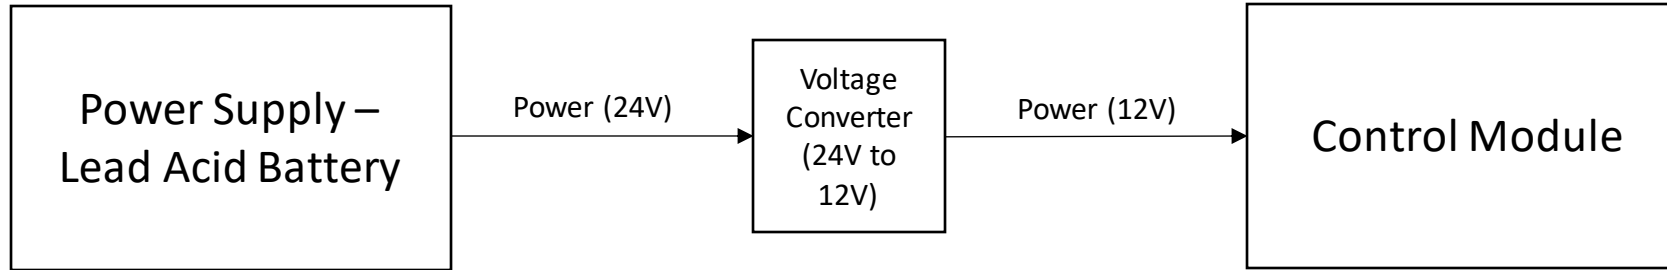 Power Supply –
Lead Acid Battery
Power (24V)
Voltage
Converter
(24V to
12V)
Power (12V)
Control Module